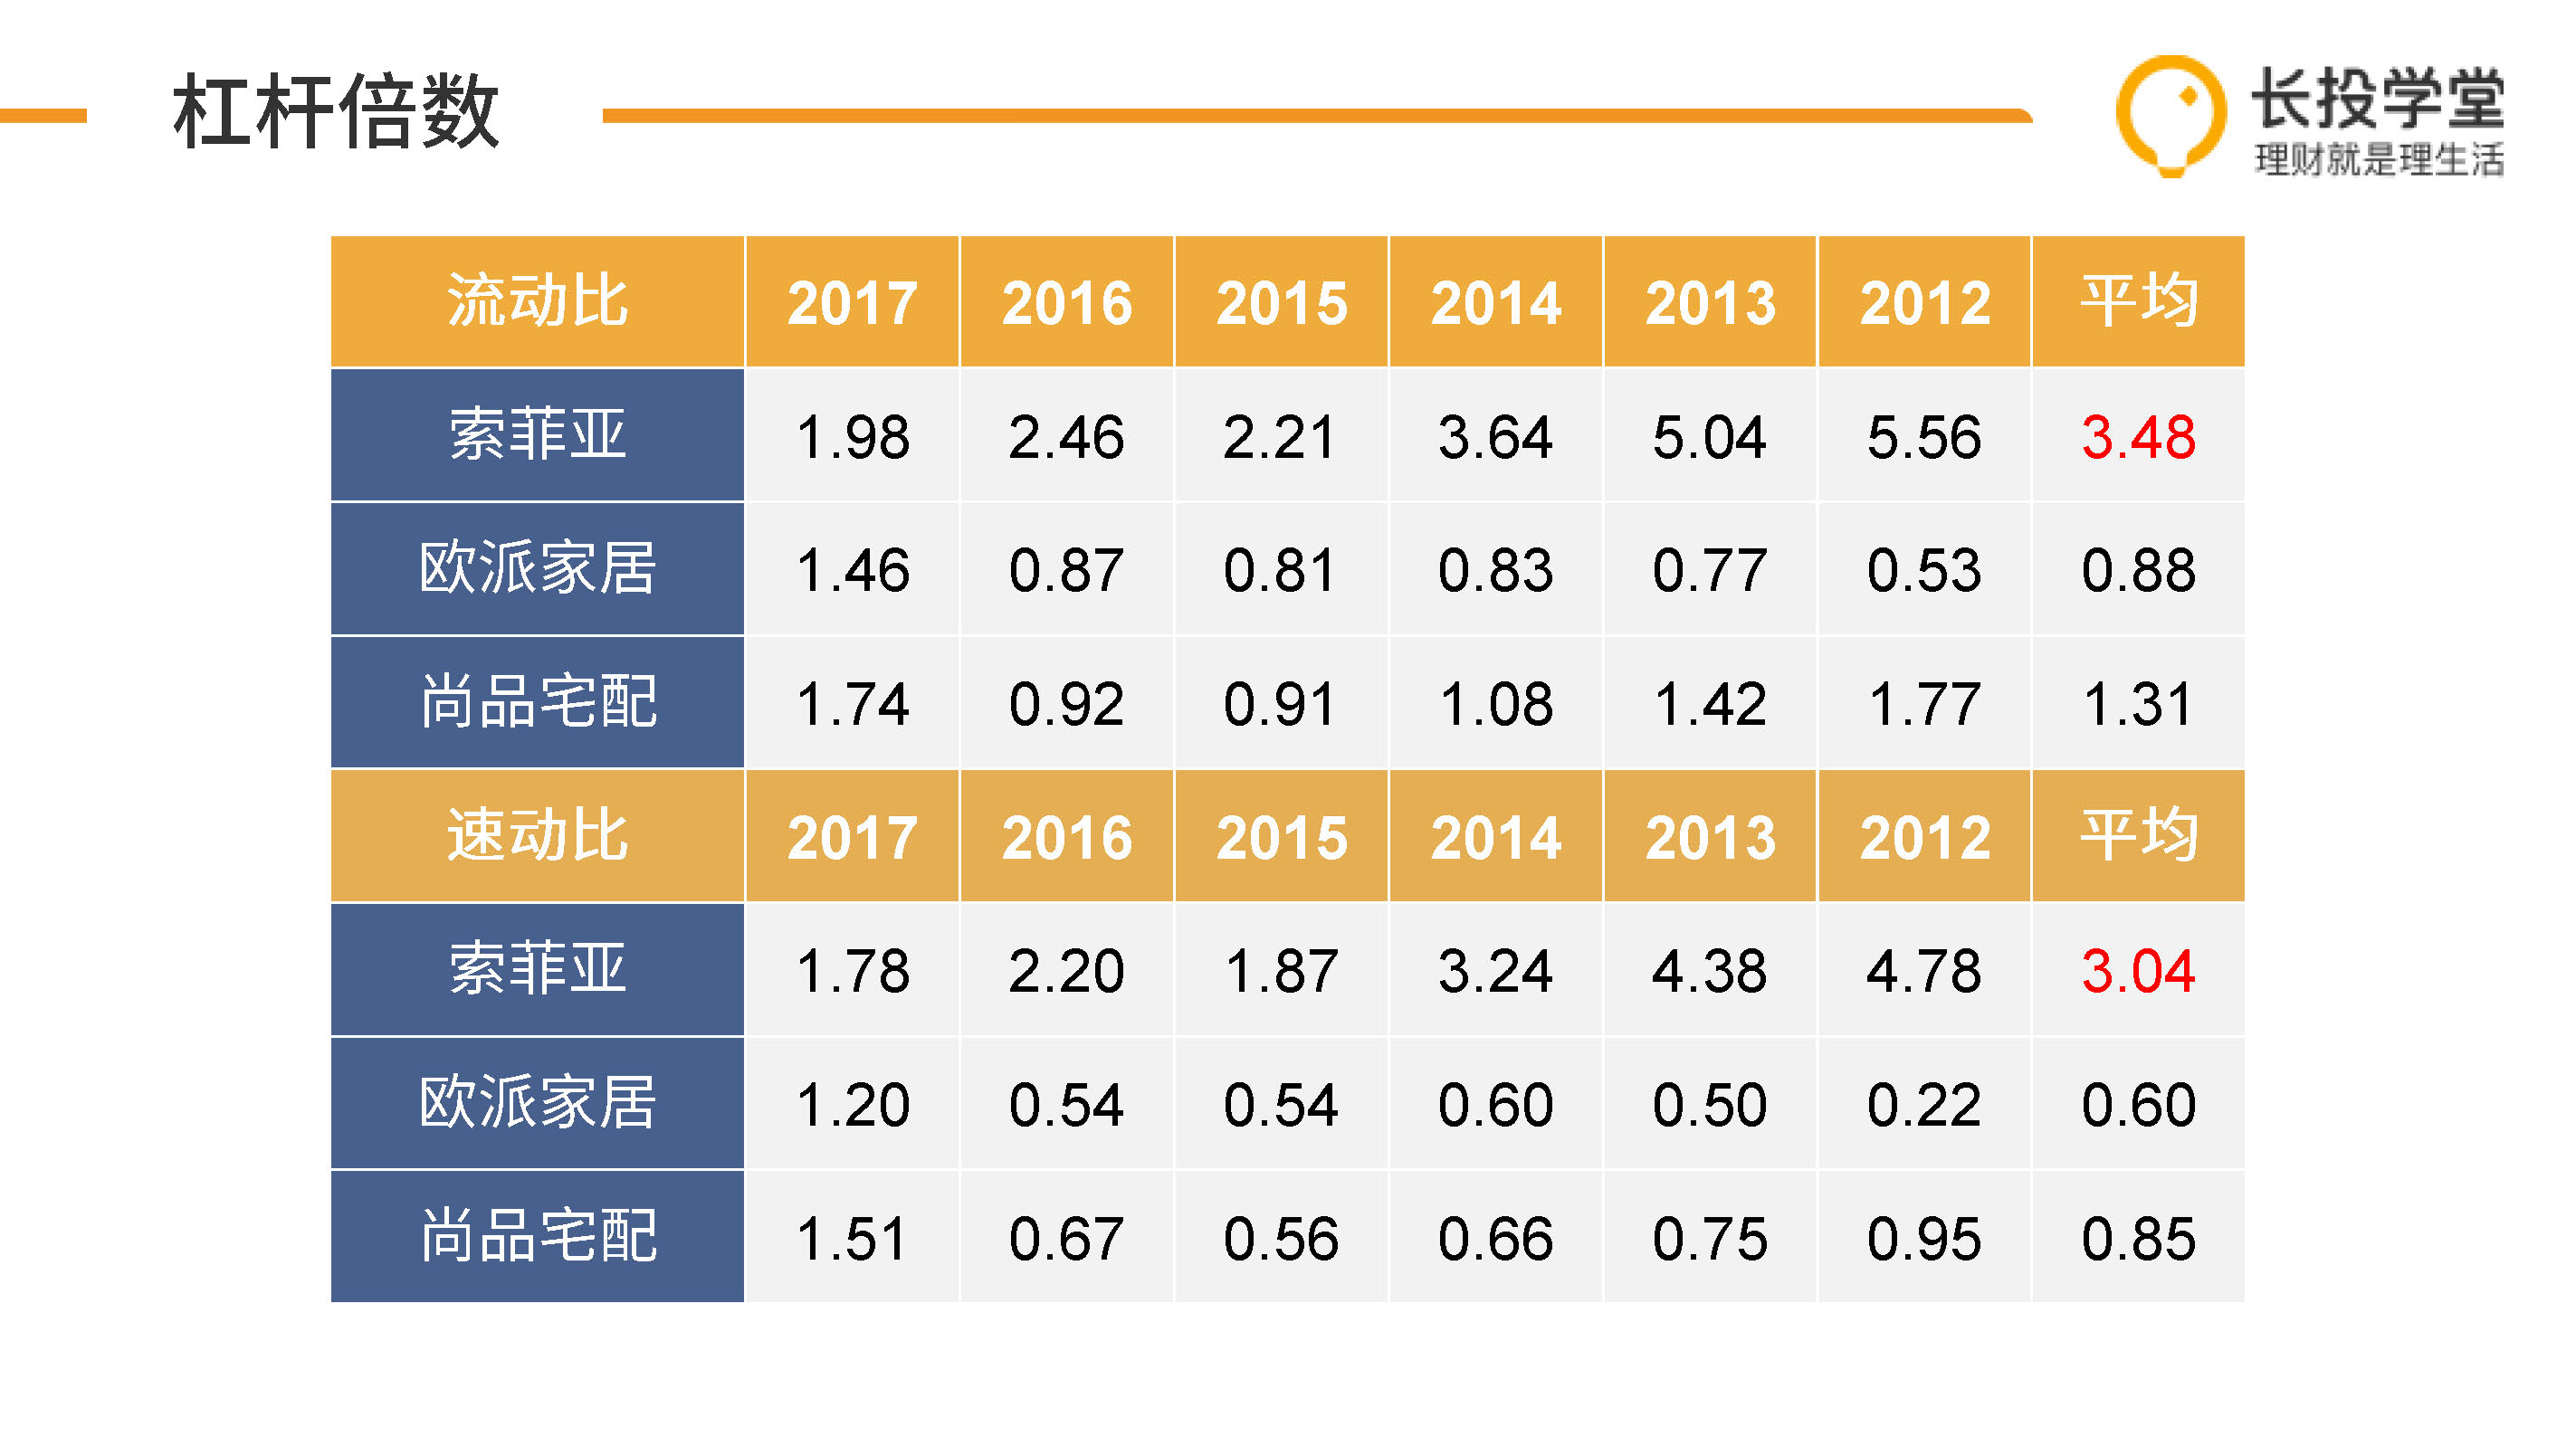 杠杆倍数
长投学堂
理财就是理生活
流动比 2017 2016 2015 2014 2013 2012 平均
索菲亚 1.98 2.46 2.21 3.64 5.04 5.56 3.48
欧派家居 1.46 0.87 0.81 0.83 0.77 0.53 0.88
尚品宅配 1.74 0.92 0.91 1.08 1.42 1.77 1.31
速动比 2017 2016 2015 2014 2013 2012 平均
索菲亚 1.78 2.20 1.87 3.24 4.38 4.78 3.04
欧派家居 1.20 0.54 0.54 0.60 0.50 0.22 0.60
尚品宅配 1.51 0.67 0.56 0.66 0.75 0.95 0.85